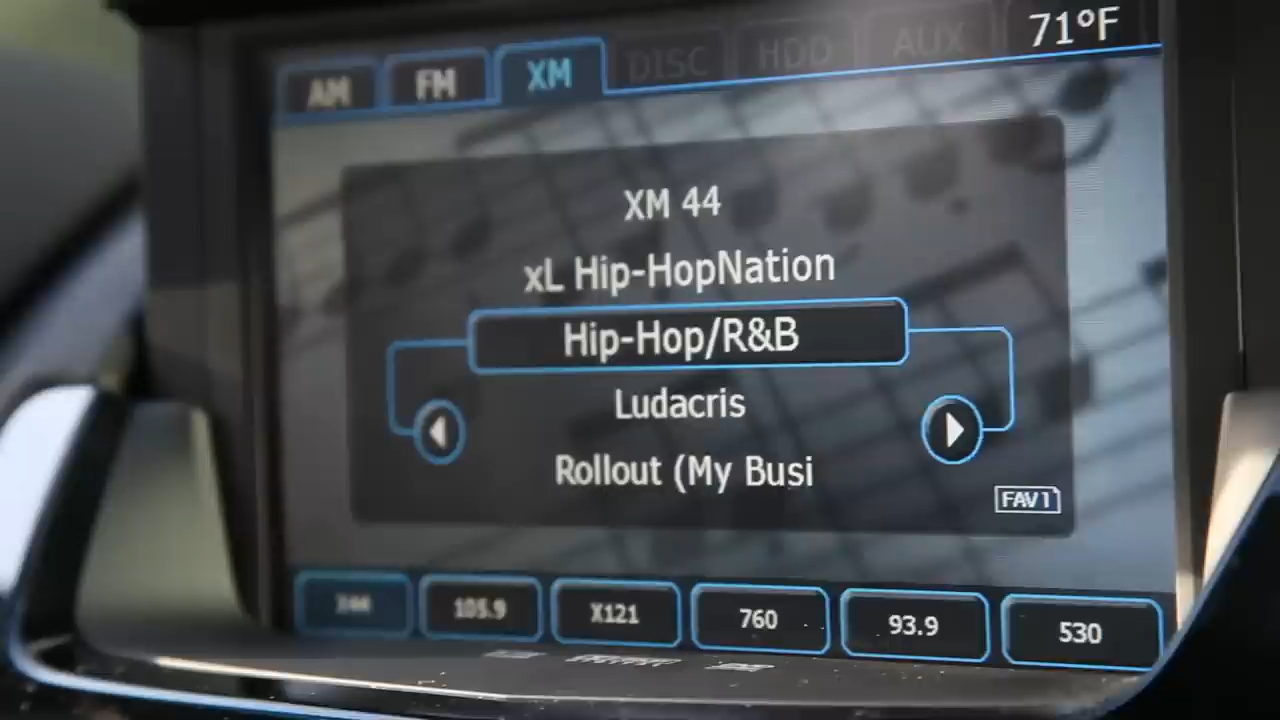 71°F
AM FM XM DISC HDD AUX
XM 44
xL Hip-HopNation
Hip-Hop/R&B
Ludacris
Rollout (My Busi
FAV1
X44 105.9 X121 760 93.9 530